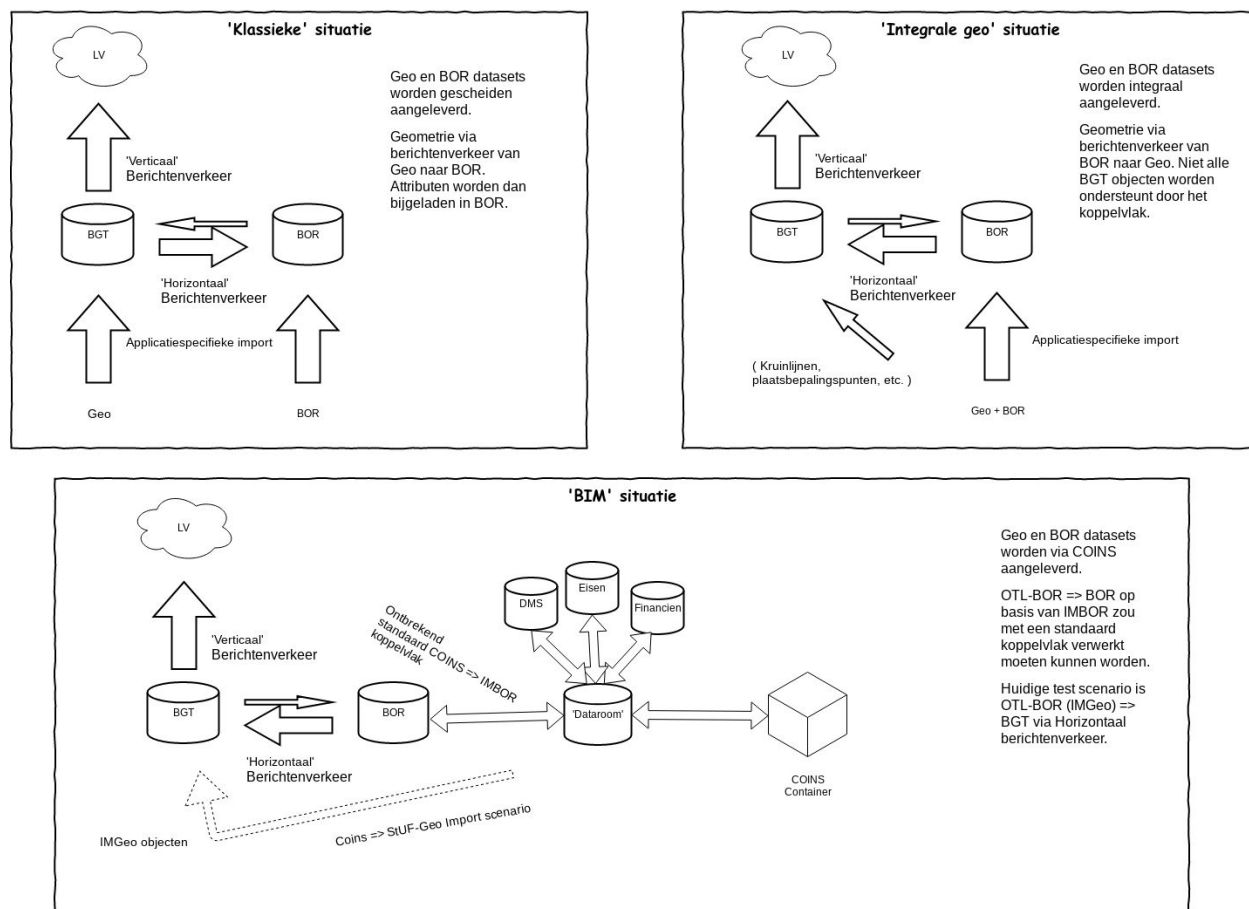 'Klassieke' situatie
LV
Geo en BOR datasets
worden gescheiden
aangeleverd.
Geometrie via
berichtenverkeer van
Geo naar BOR.
Attributen worden dan
bijgeladen in BOR.
'Verticaal'
Berichtenverkeer
BGT
BOR
'Horizontaal'
Berichtenverkeer
Applicatiespecifieke import
Geo
BOR
'Integrale geo' situatie
LV
Geo en BOR datasets
worden integraal
aangeleverd.
Geometrie via
berichtenverkeer van
BOR naar Geo. Niet alle
BGT objecten worden
ondersteunt door het
koppelvlak.
'Verticaal'
Berichtenverkeer
BGT
BOR
'Horizontaal'
Berichtenverkeer
Applicatiespecifieke import
( Kruinlijnen,
plaatsbepalingspunten, etc. )
Geo + BOR
'BIM' situatie
LV
Geo en BOR datasets
worden via COINS
aangeleverd.
OTL-BOR => BOR op
basis van IMBOR zou
met een standaard
koppelvlak verwerkt
moeten kunnen worden.
Huidige test scenario is
OTL-BOR (IMGeo) =>
BGT via Horizontaal
berichtenverkeer.
DMS
Eisen
Financien
Ontbrekend
standaard COINS => IMBOR
koppelvlak
'Verticaal'
Berichtenverkeer
BGT
BOR
'Dataroom'
'Horizontaal'
Berichtenverkeer
COINS
Container
IMGeo objecten
Coins => StUF-Geo Import scenario